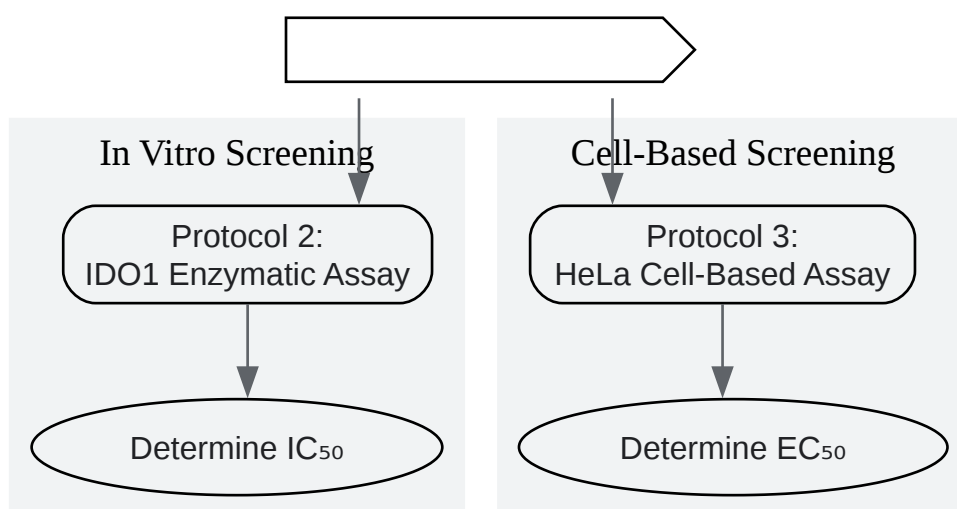 In Vitro Screening
Protocol 2:
IDO1 Enzymatic Assay
Determine IC₅₀
Cell-Based Screening
Protocol 3:
HeLa Cell-Based Assay
Determine EC₅₀